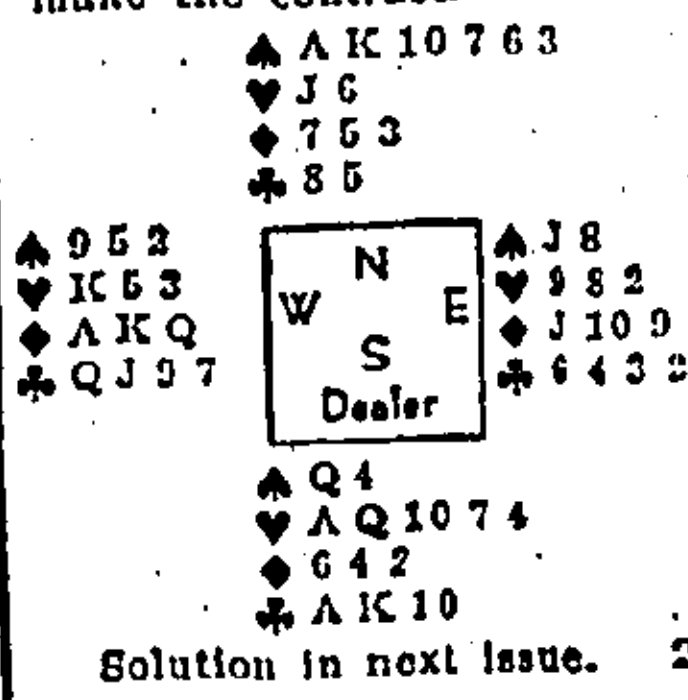 make the
♠ A K 10 7 6 3
♥ J 6
♦ 7 5 3
♣ 8 5
♠ 9 5 2
♥ K 5 3
♦ A K Q
♣ Q J 9 7
N
W E
S
Dealer
♠ J 8
♥ 9 8 2
♦ J 10 9
♣ 6 4 3 2
♠ Q 4
♥ A Q 10 7 4
♦ 6 4 2
♣ A K 10
Solution in next issue.